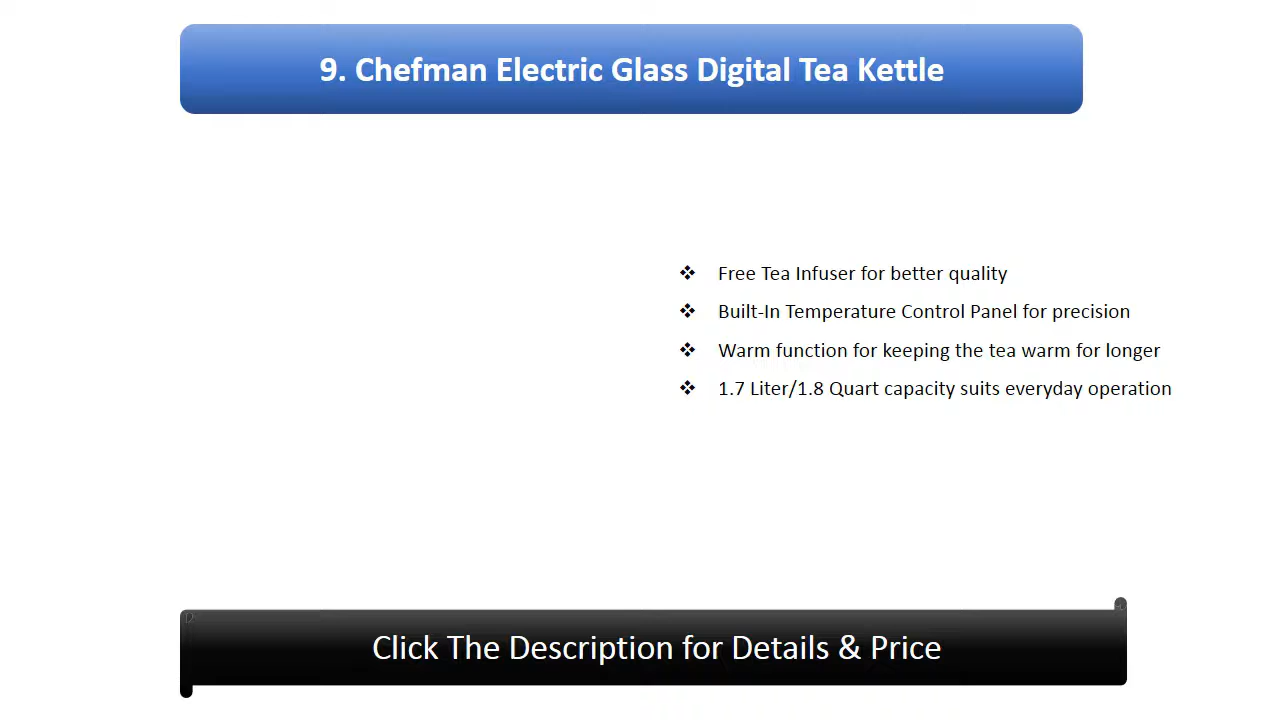 9. Chefman Electric Glass Digital Tea Kettle
❖ Free Tea Infuser for better quality
❖ Built-In Temperature Control Panel for precision
❖ Warm function for keeping the tea warm for longer
❖ 1.7 Liter/1.8 Quart capacity suits everyday operation
Click The Description for Details & Price